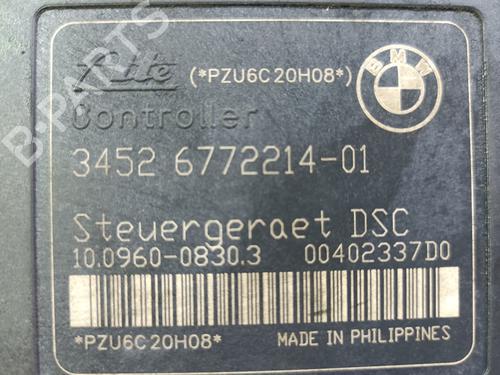 Ate (*PZU6C20H08*)
BMW
Controller
3452 6772214-01
Steuergeraet DSC
10.0960-0830.3 00402337D0
*PZU6C20H08* MADE IN PHILIPPINES
B-PARTS